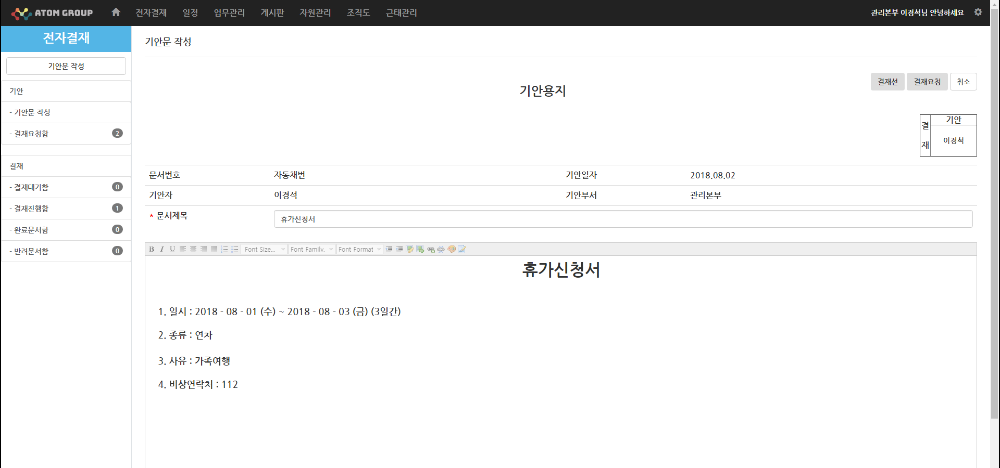 ATOM GROUP 전자결재 일정 업무관리 게시판 자원관리 조직도 근태관리 관리본부 이경석님 안녕하세요
전자결재
기안문 작성
기안
- 기안문 작성
- 결재요청함 2
결재
- 결재대기함 0
- 결재진행함 1
- 완료문서함 0
- 반려문서함 0
기안문 작성
결재선 결재요청 취소
기안용지
결재 기안
이경석
문서번호 자동채번 기안일자 2018.08.02
기안자 이경석 기안부서 관리본부
* 문서제목 휴가신청서
B I U Font Size... Font Family. Font Format
휴가신청서
1. 일시 : 2018 - 08 - 01 (수) ~ 2018 - 08 - 03 (금) (3일간)
2. 종류 : 연차
3. 사유 : 가족여행
4. 비상연락처 : 112